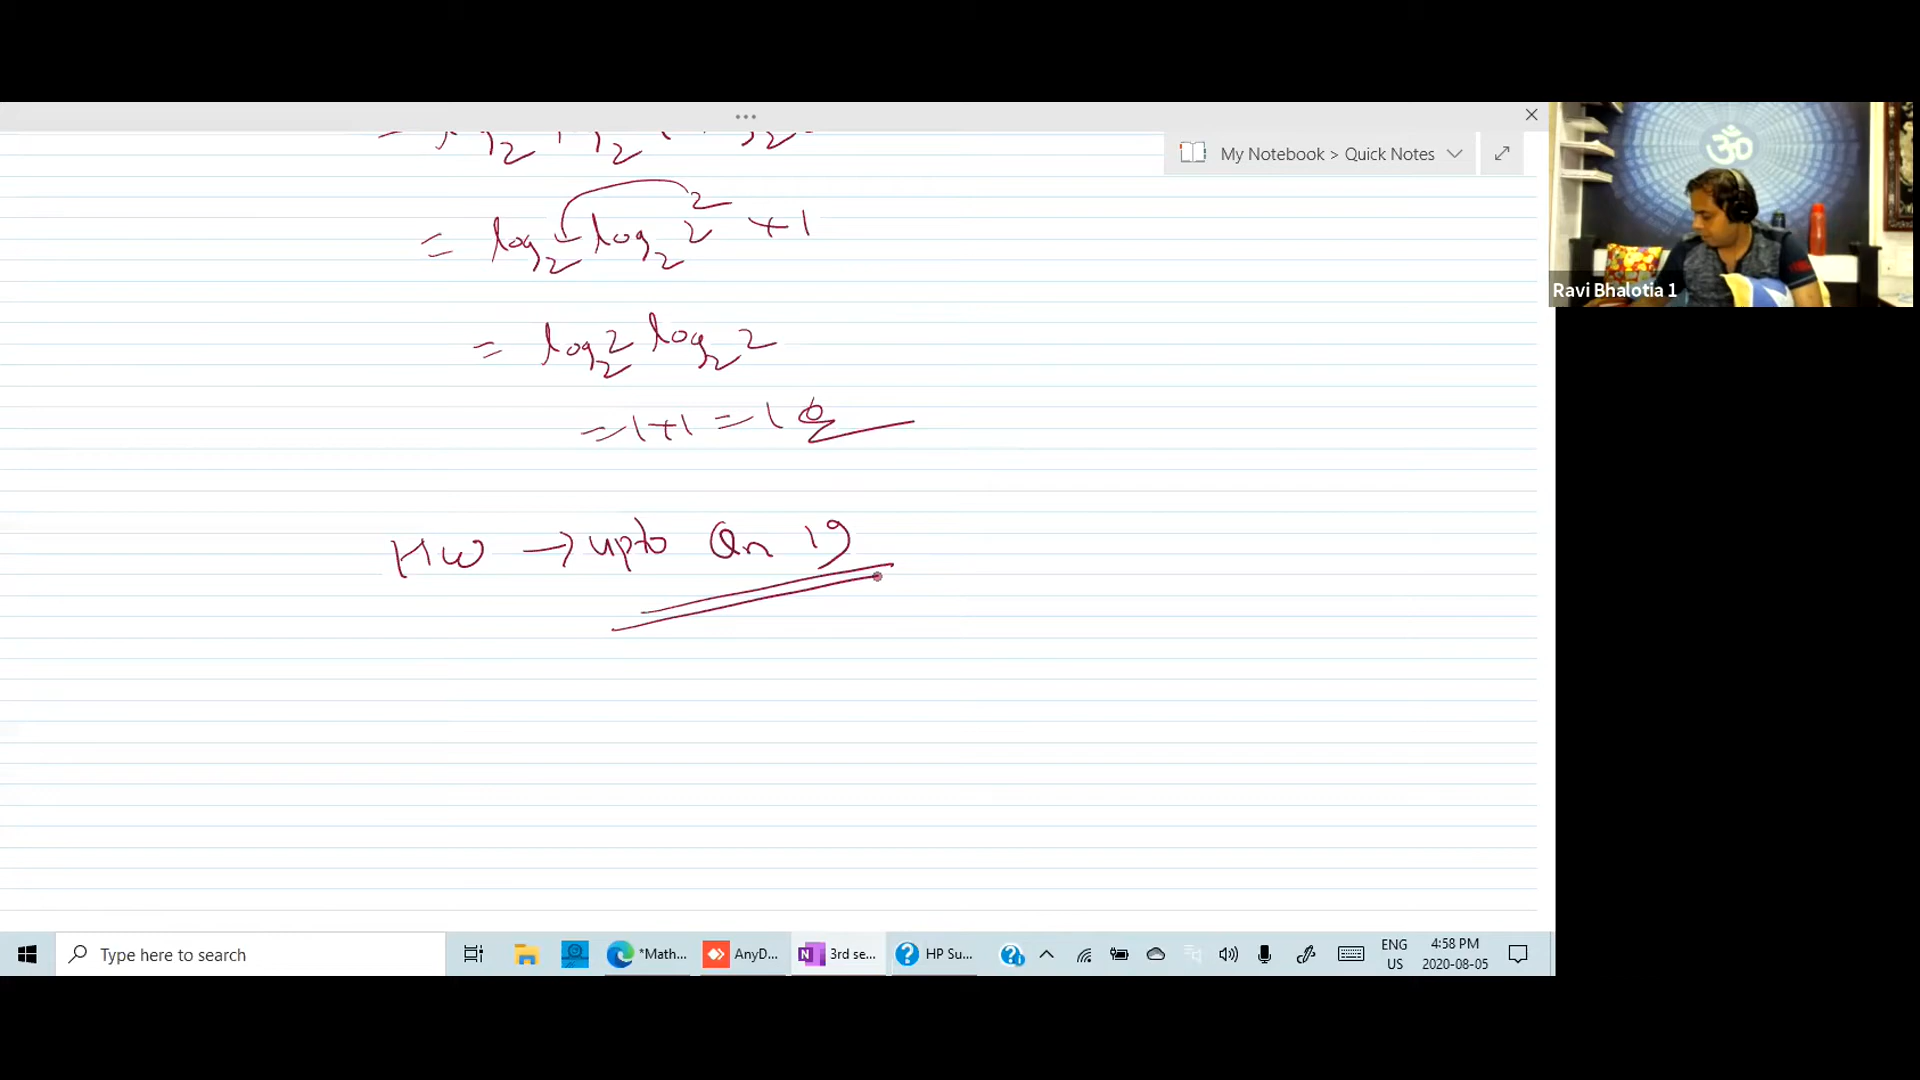 My Notebook > Quick Notes
= log₂ log₂ 2² + 1
= log₂ 2 log₂ 2
= 1 + 1 = 1
HW → upto Qn 19
Ravi Bhalotia 1
ॐ
Type here to search
*Math...
AnyD...
3rd se...
HP Su...
ENG
US
4:58 PM
2020-08-05